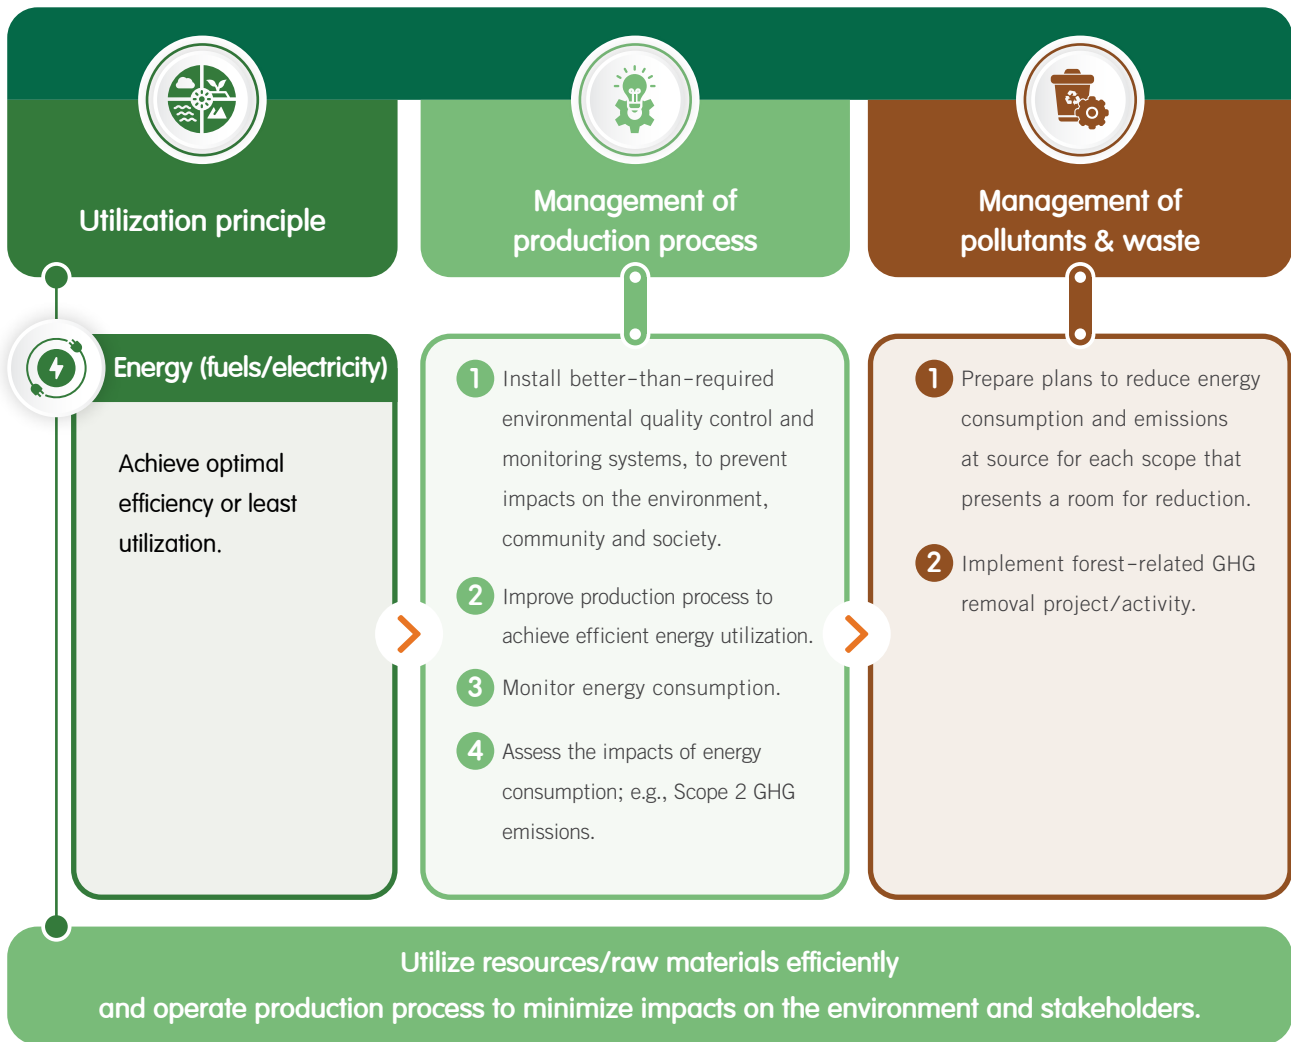 Utilization principle
Management of
production process
Management of
pollutants & waste
Energy (fuels/electricity)
Achieve optimal
efficiency or least
utilization.
1 Install better-than-required
environmental quality control and
monitoring systems, to prevent
impacts on the environment,
community and society.
2 Improve production process to
achieve efficient energy utilization.
3 Monitor energy consumption.
4 Assess the impacts of energy
consumption; e.g., Scope 2 GHG
emissions.
1 Prepare plans to reduce energy
consumption and emissions
at source for each scope that
presents a room for reduction.
2 Implement forest-related GHG
removal project/activity.
Utilize resources/raw materials efficiently
and operate production process to minimize impacts on the environment and stakeholders.